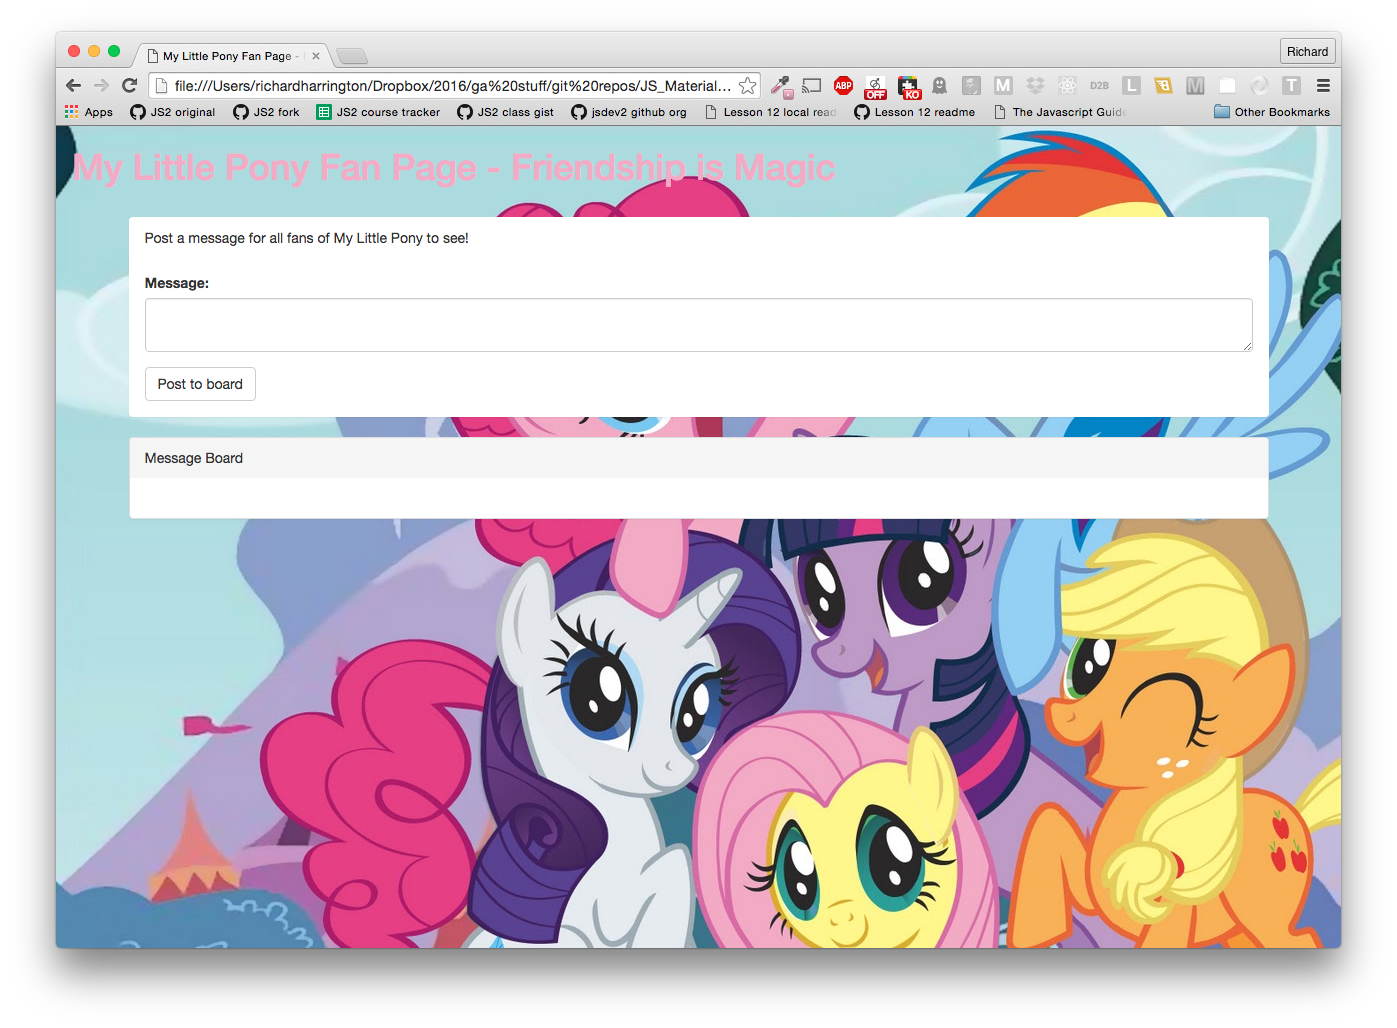 My Little Pony Fan Page -
Richard
file:///Users/richardharrington/Dropbox/2016/ga%20stuff/git%20repos/JS_Material...
ABP
OFF
KO
M
D2B
L
M
T
Apps
JS2 original
JS2 fork
JS2 course tracker
JS2 class gist
jsdev2 github org
Lesson 12 local read
Lesson 12 readme
The Javascript Guide
Other Bookmarks
My Little Pony Fan Page - Friendship is Magic
Post a message for all fans of My Little Pony to see!
Message:
Post to board
Message Board